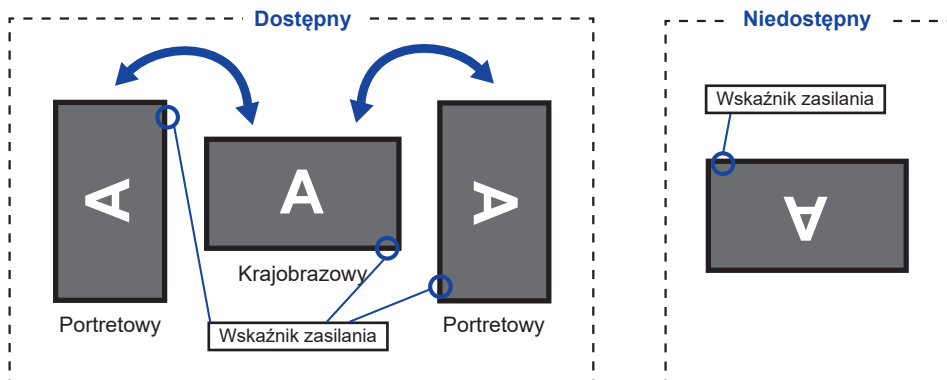 Dostępny
Niedostępny
Wskaźnik zasilania
A
A
A
A
Krajobrazowy
Portretowy
Wskaźnik zasilania
Portretowy